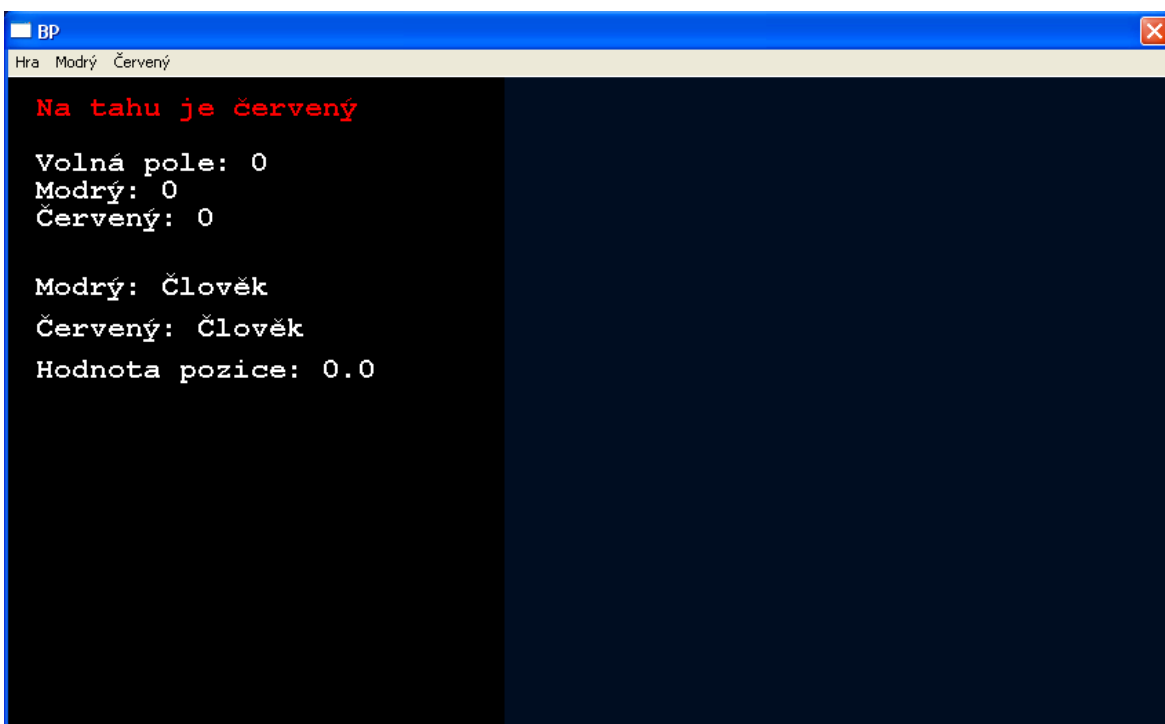 BP
Hra Modrý Červený
Na tahu je červený
Volná pole: 0
Modrý: 0
Červený: 0
Modrý: Člověk
Červený: Člověk
Hodnota pozice: 0.0